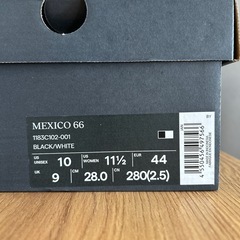 MEXICO 66
1183C102-001
BLACK/WHITE
US UNISEX 10 US WOMEN 11½ EUR 44
UK 9 CM 28.0 CN 280(2.5)